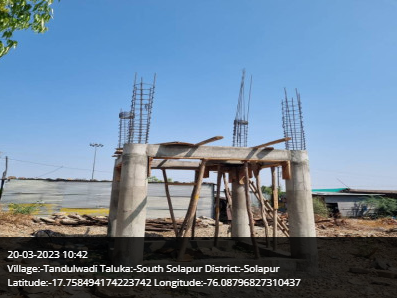 20-03-2023 10:42
Village:-Tandulwadi Taluka:-South Solapur District:-Solapur
Latitude:-17.758494174223742 Longitude:-76.08796827310437